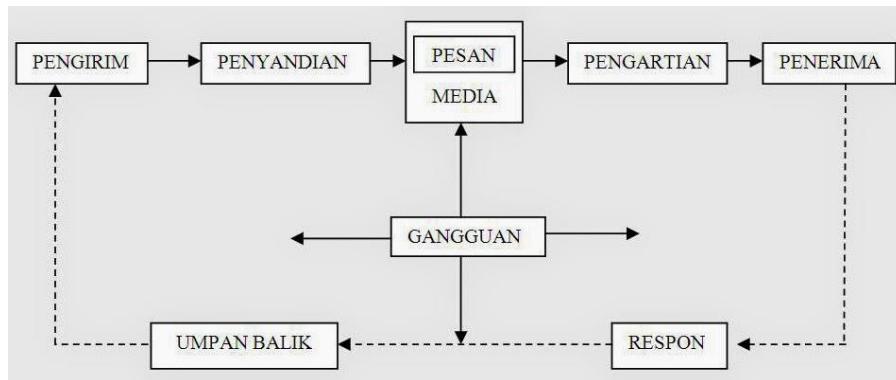 PENGIRIM
PENYANDIAN
PESAN
MEDIA
PENGARTIAN
PENERIMA
GANGGUAN
UMPAN BALIK
RESPON